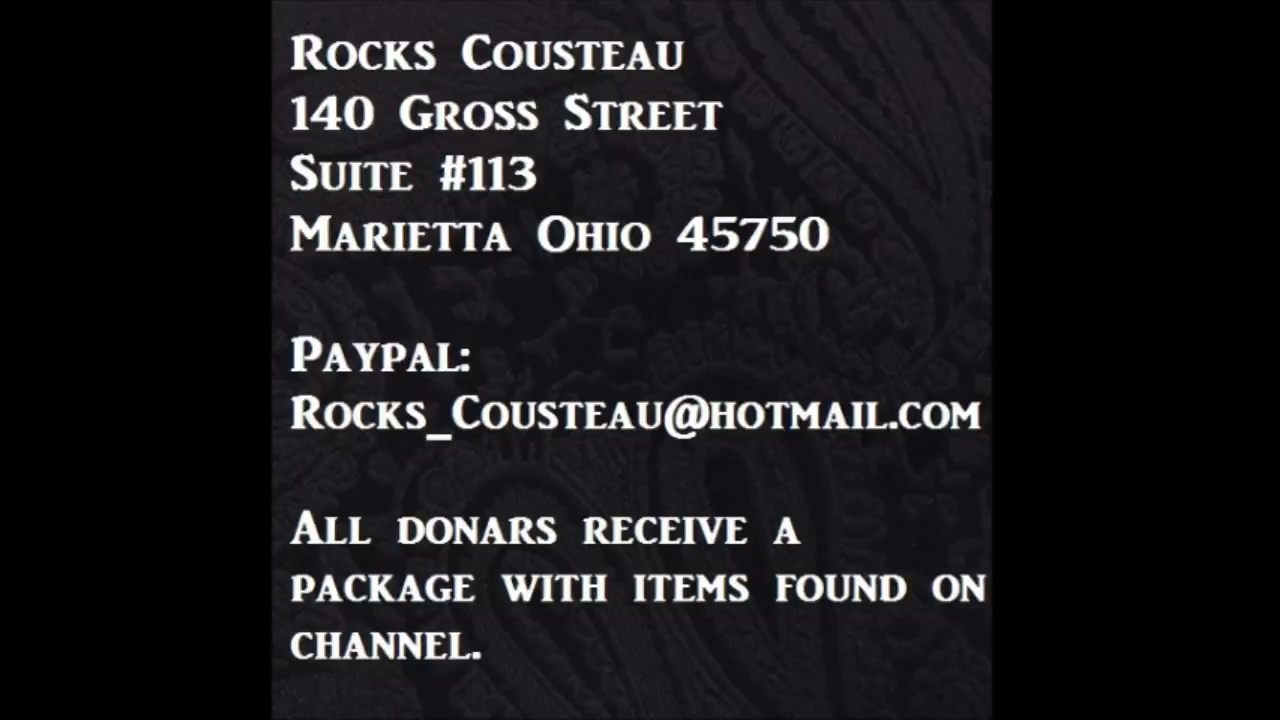 Rocks Cousteau
140 Gross Street
Suite #113
Marietta Ohio 45750
Paypal:
Rocks_Cousteau@hotmail.com
All donars receive a
package with items found on
channel.